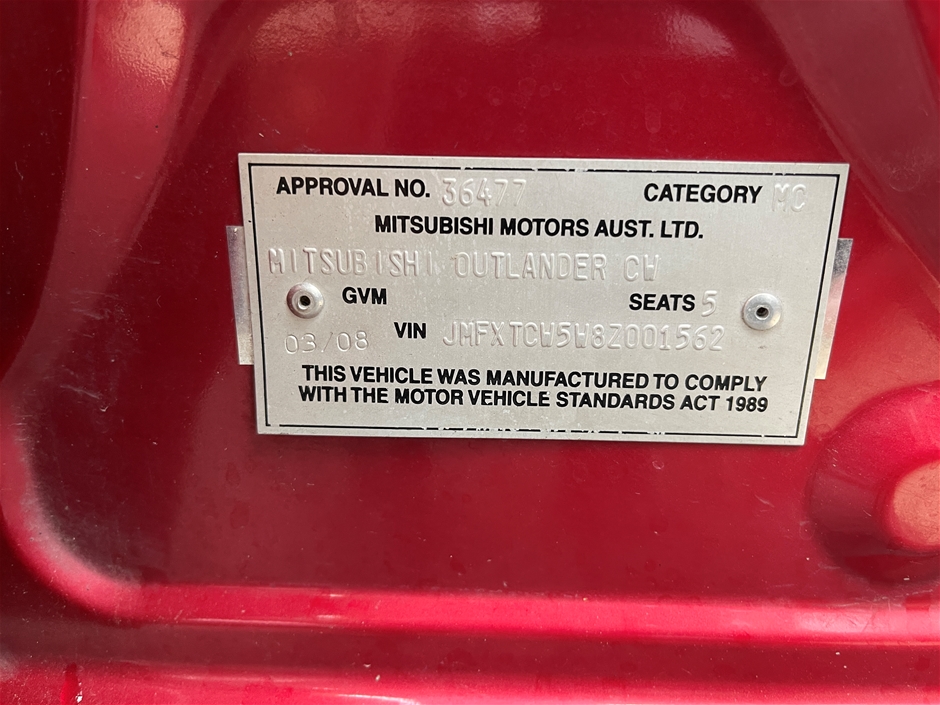 APPROVAL NO. 36477 CATEGORY MC
MITSUBISHI MOTORS AUST. LTD.
MITSUBISHI OUTLANDER CW
GVM SEATS 5
03/08 VIN JMFXTCW5W8Z001562
THIS VEHICLE WAS MANUFACTURED TO COMPLY
WITH THE MOTOR VEHICLE STANDARDS ACT 1989